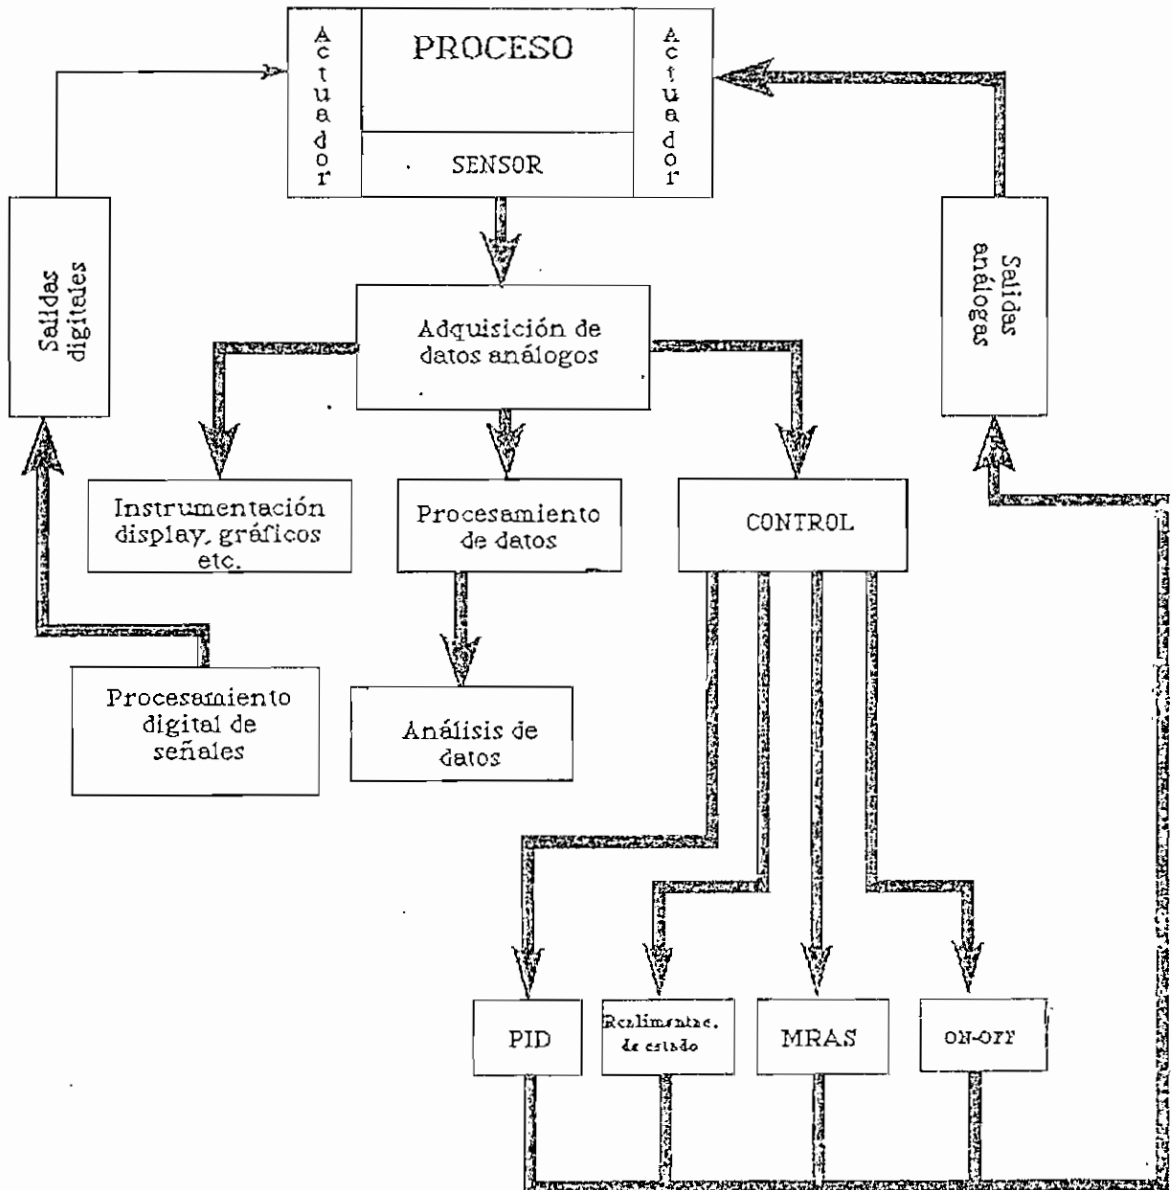 Actuador
PROCESO
Actuador
SENSOR
Salidas
digitales
Salidas
análogas
Adquisición de
datos análogos
Instrumentación
display, gráficos
etc.
Procesamiento
de datos
CONTROL
Procesamiento
digital de
señales
Análisis de
datos
PID
Realimentac.
de estado
MRAS
ON-OFF